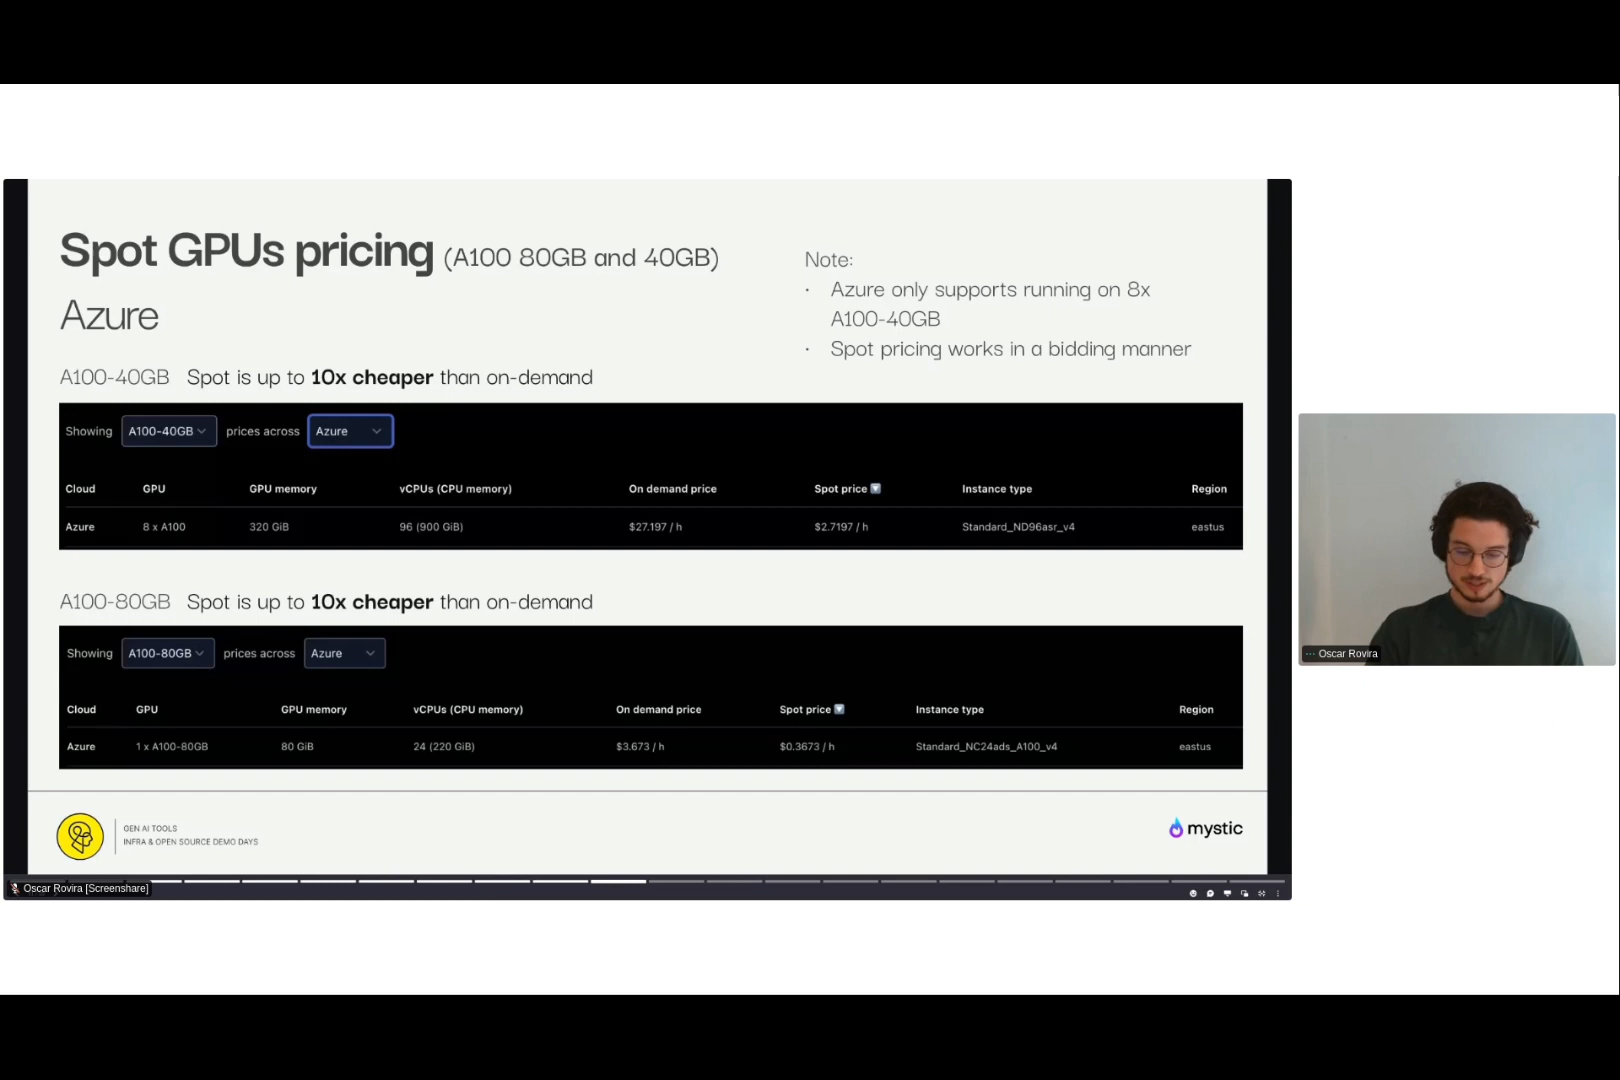 Spot GPUs pricing (A100 80GB and 40GB)
Azure
Note:
· Azure only supports running on 8x
A100-40GB
· Spot pricing works in a bidding manner
A100-40GB Spot is up to 10x cheaper than on-demand
Showing A100-40GB prices across Azure
Cloud GPU GPU memory vCPUs (CPU memory) On demand price Spot price Instance type Region
Azure 8 x A100 320 GiB 96 (900 GiB) $27.197 / h $2.7197 / h Standard_ND96asr_v4 eastus
A100-80GB Spot is up to 10x cheaper than on-demand
Showing A100-80GB prices across Azure
Cloud GPU GPU memory vCPUs (CPU memory) On demand price Spot price Instance type Region
Azure 1 x A100-80GB 80 GiB 24 (220 GiB) $3.673 / h $0.3673 / h Standard_NC24ads_A100_v4 eastus
GEN AI TOOLS
INFRA & OPEN SOURCE DEMO DAYS
mystic
Oscar Rovira [Screenshare]
Oscar Rovira